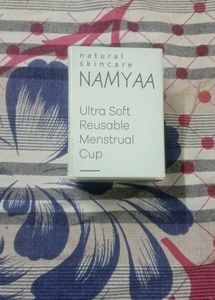 natural
skincare
NAMYAA
Ultra Soft
Reusable
Menstrual
Cup